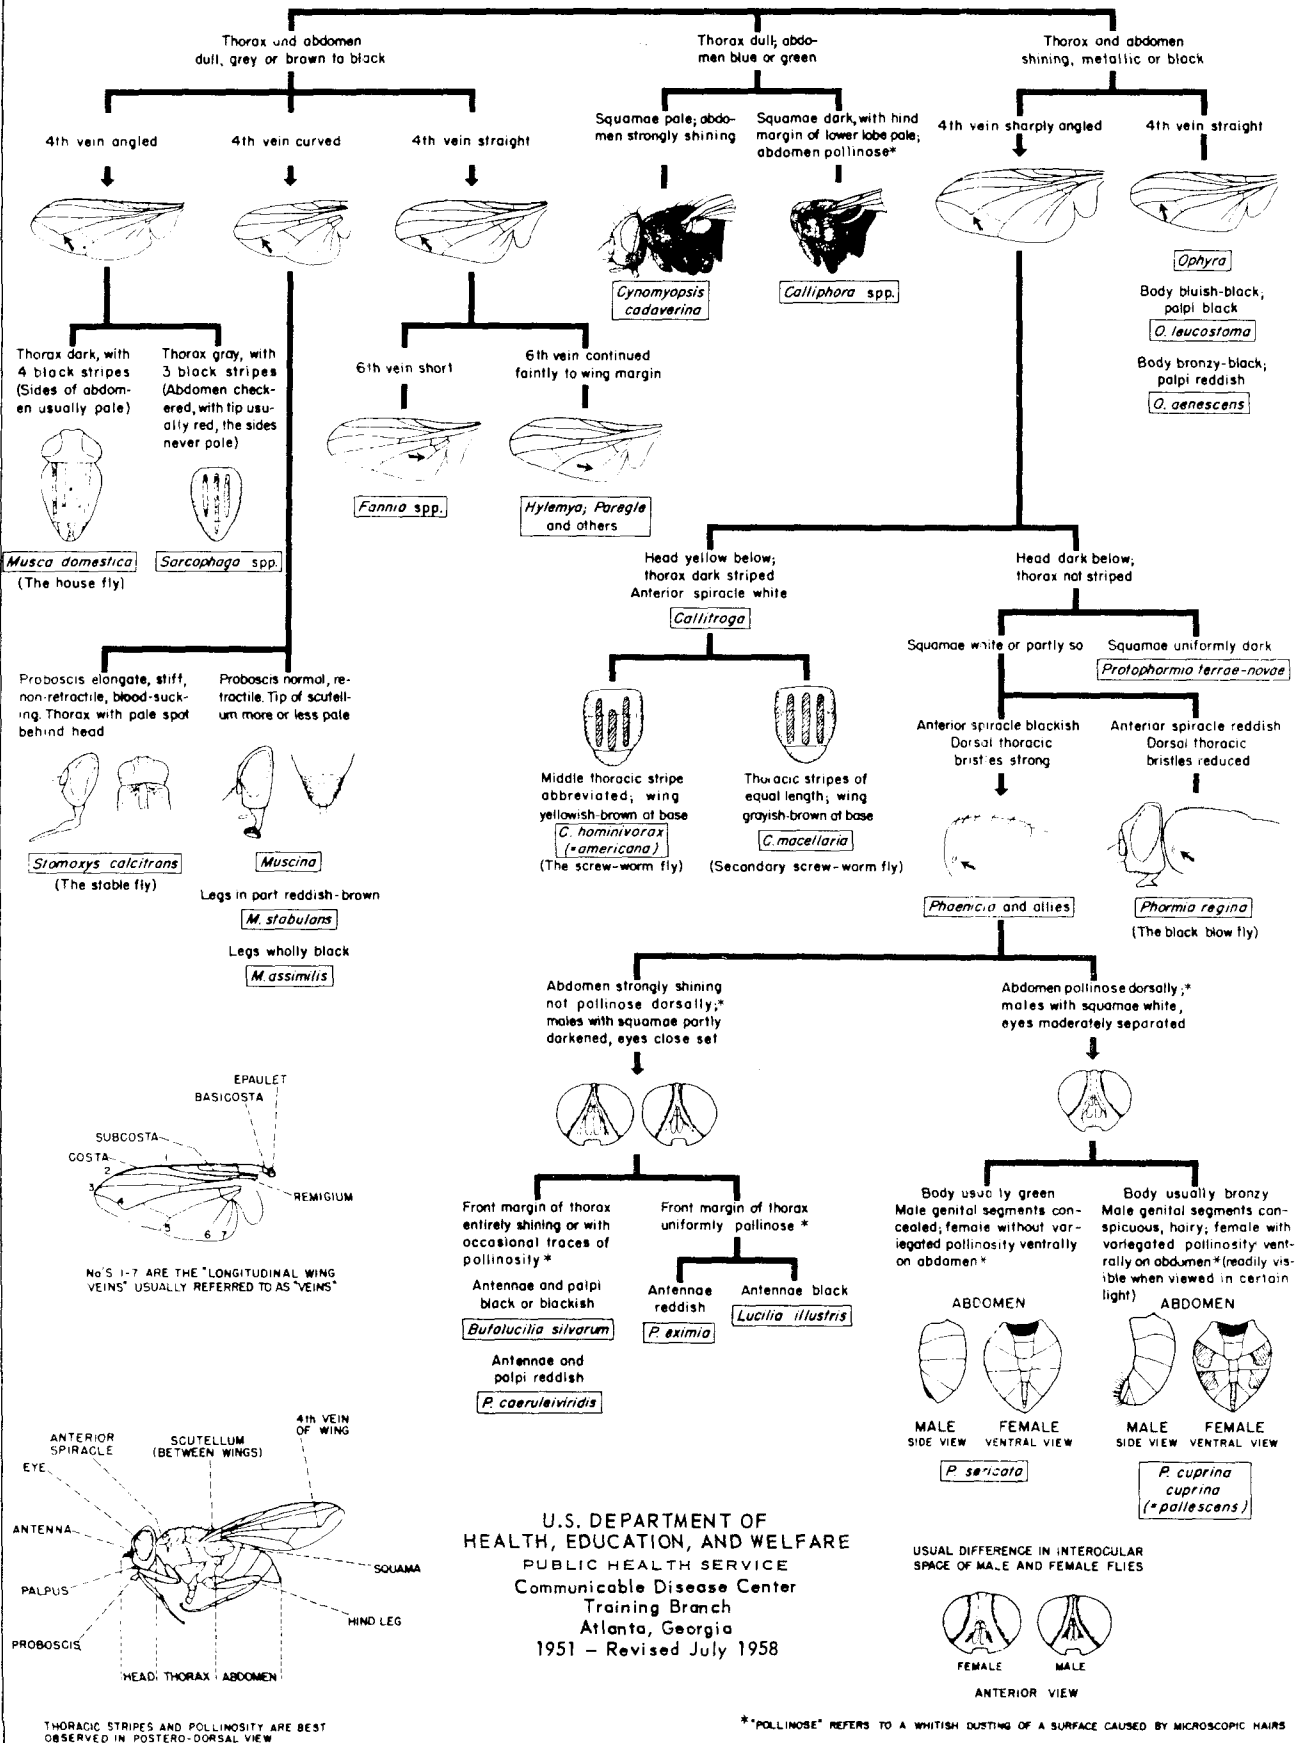 Thorax and abdomen
dull, grey or brown to black
Thorax dull; abdo-
men blue or green
Thorax and abdomen
shining, metallic or black
4th vein angled
4th vein curved
4th vein straight
Squamae pale; abdo-
men strongly shining
Squamae dark, with hind
margin of lower lobe pale;
abdomen pollinose*
4th vein sharply angled
4th vein straight
Cynomyopsis
cadaverina
Calliphora spp.
Ophyra
Body bluish-black;
palpi black
O. leucostoma
Body bronzy-black;
palpi reddish
O. aenescens
Thorax dark, with
4 black stripes
(Sides of abdom-
en usually pale)
Thorax gray, with
3 black stripes
(Abdomen check-
ered, with tip usu-
ally red, the sides
never pale)
6th vein short
6th vein continued
faintly to wing margin
Musca domestica
(The house fly)
Sarcophaga spp.
Fannia spp.
Hylemya; Paregle
and others
Head yellow below;
thorax dark striped
Anterior spiracle white
Callitroga
Head dark below;
thorax not striped
Squamae white or partly so
Squamae uniformly dark
Protophormia terrae-novae
Proboscis elongate, stiff,
non-retractile, blood-suck-
ing. Thorax with pale spot
behind head
Proboscis normal, re-
tractile. Tip of scutell-
um more or less pale
Stomoxys calcitrans
(The stable fly)
Muscina
Legs in part reddish-brown
M. stabulans
Legs wholly black
M. assimilis
Middle thoracic stripe
abbreviated; wing
yellowish-brown at base
C. hominivorax
(=americana)
(The screw-worm fly)
Thoracic stripes of
equal length; wing
grayish-brown at base
C. macellaria
(Secondary screw-worm fly)
Anterior spiracle blackish
Dorsal thoracic
bristles strong
Anterior spiracle reddish
Dorsal thoracic
bristles reduced
Phaenicia and allies
Phormia regina
(The black blow fly)
Abdomen strongly shining
not pollinose dorsally;*
males with squamae partly
darkened, eyes close set
Abdomen pollinose dorsally;*
males with squamae white,
eyes moderately separated
Front margin of thorax
entirely shining or with
occasional traces of
pollinosity*
Antennae and palpi
black or blackish
Bufolucilia silvarum
Antennae and
palpi reddish
P. caeruleiviridis
Front margin of thorax
uniformly pollinose *
Antennae
reddish
P. eximia
Antennae black
Lucilia illustris
Body usually green
Male genital segments con-
cealed; female without var-
iegated pollinosity ventrally
on abdomen*
Body usually bronzy
Male genital segments con-
spicuous, hairy; female with
variegated pollinosity vent-
rally on abdomen*(readily vis-
ible when viewed in certain
light)
ABDOMEN
MALE
SIDE VIEW
FEMALE
VENTRAL VIEW
P. sericata
ABDOMEN
MALE
SIDE VIEW
FEMALE
VENTRAL VIEW
P. cuprina
cuprina
(=pallescens)
EPAULET
BASICOSTA
SUBCOSTA
COSTA
1
2
3
4
5
6
7
REMIGIUM
No'S 1-7 ARE THE "LONGITUDINAL WING
VEINS" USUALLY REFERRED TO AS "VEINS"
4th VEIN
OF WING
ANTERIOR
SPIRACLE
SCUTELLUM
(BETWEEN WINGS)
EYE
ANTENNA
PALPUS
PROBOSCIS
SQUAMA
HIND LEG
HEAD THORAX ABDOMEN
THORACIC STRIPES AND POLLINOSITY ARE BEST
OBSERVED IN POSTERO-DORSAL VIEW
U.S. DEPARTMENT OF
HEALTH, EDUCATION, AND WELFARE
PUBLIC HEALTH SERVICE
Communicable Disease Center
Training Branch
Atlanta, Georgia
1951 – Revised July 1958
USUAL DIFFERENCE IN INTEROCULAR
SPACE OF MALE AND FEMALE FLIES
FEMALE
MALE
ANTERIOR VIEW
*"POLLINOSE" REFERS TO A WHITISH DUSTING OF A SURFACE CAUSED BY MICROSCOPIC HAIRS